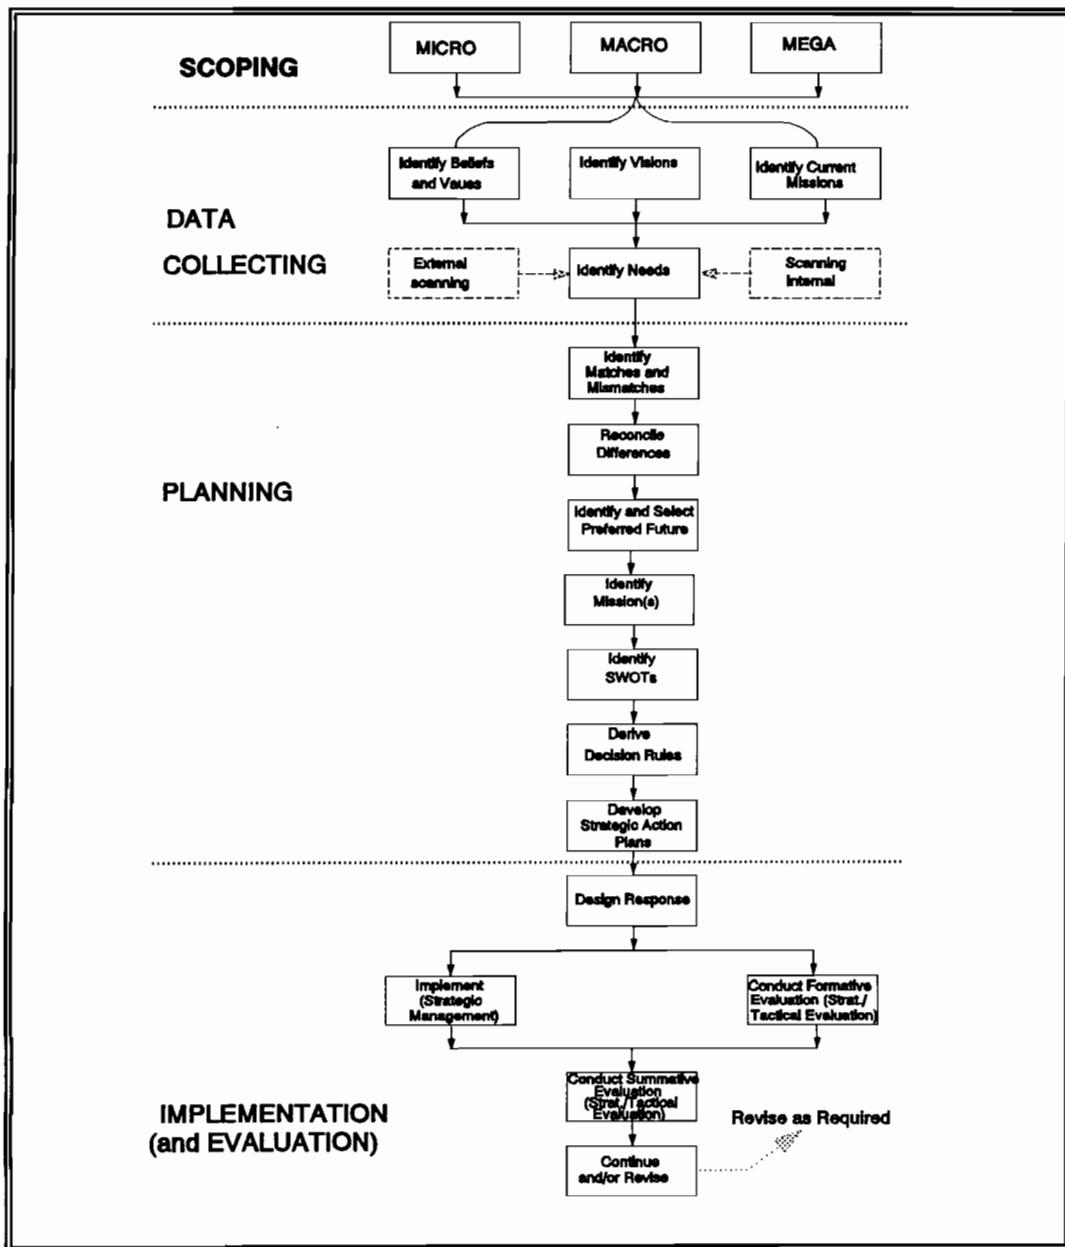 SCOPING
MICRO
MACRO
MEGA
Identify Beliefs
and Vaues
Identify Visions
Identify Current
Missions
DATA
COLLECTING
External
scanning
Identify Needs
Scanning
Internal
Identify
Matches and
Mismatches
Reconcile
Differences
PLANNING
Identify and Select
Preferred Future
Identify
Mission(s)
Identify
SWOTs
Derive
Decision Rules
Develop
Strategic Action
Plans
Design Response
Implement
(Strategic
Management)
Conduct Formative
Evaluation (Strat./
Tactical Evaluation)
Conduct Summative
Evaluation
(Strat./Tactical
Evaluation)
IMPLEMENTATION
(and EVALUATION)
Revise as Required
Continue
and/or Revise